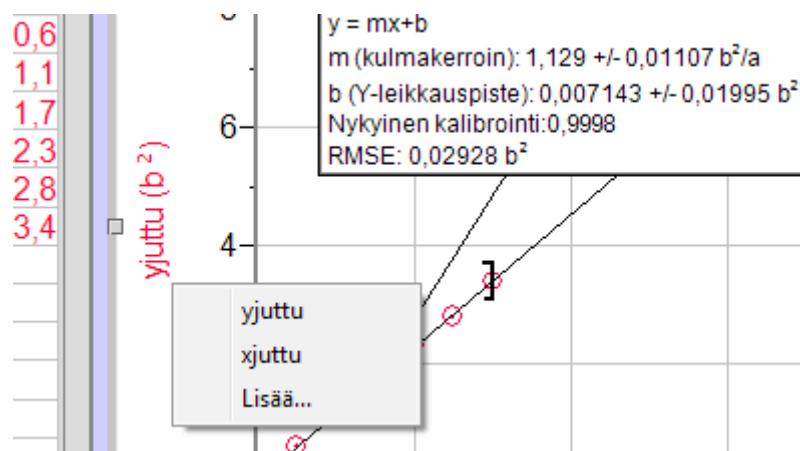 0,6
1,1
1,7
2,3
2,8
3,4
yjuttu (b²)
6
4
y = mx+b
m (kulmakerroin): 1,129 +/- 0,01107 b²/a
b (Y-leikkauspiste): 0,007143 +/- 0,01995 b²
Nykyinen kalibrointi:0,9998
RMSE: 0,02928 b²
yjuttu
xjuttu
Lisää...